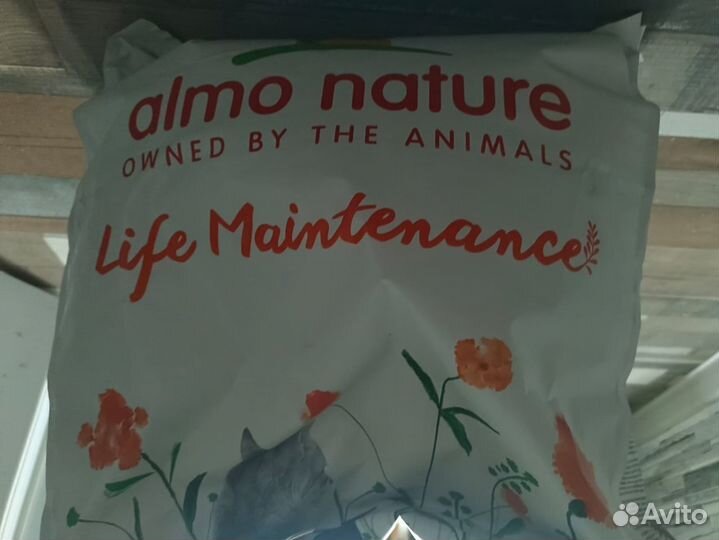 almo nature
OWNED BY THE ANIMALS
Life Maintenance
Avito